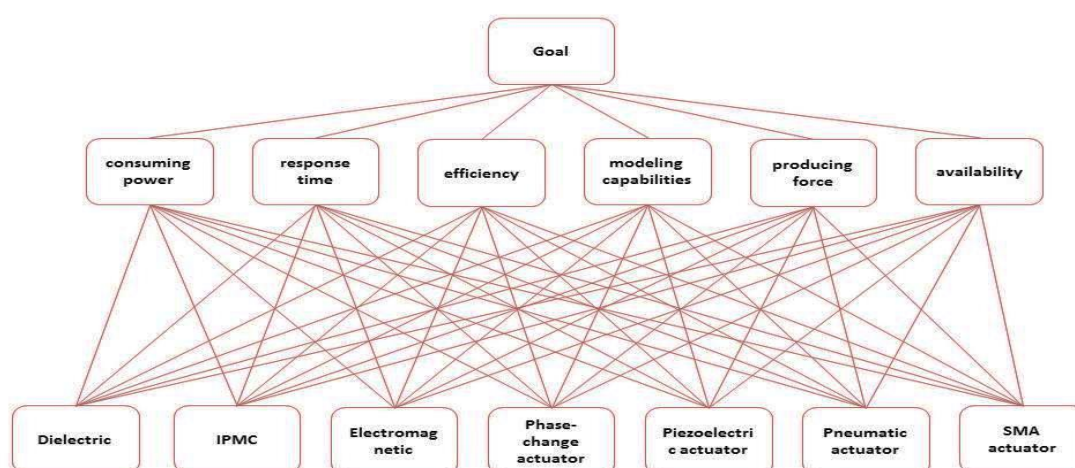 Goal
consuming
power
response
time
efficiency
modeling
capabilities
producing
force
availability
Dielectric
IPMC
Electromag
netic
Phase-
change
actuator
Piezoelectri
c actuator
Pneumatic
actuator
SMA
actuator